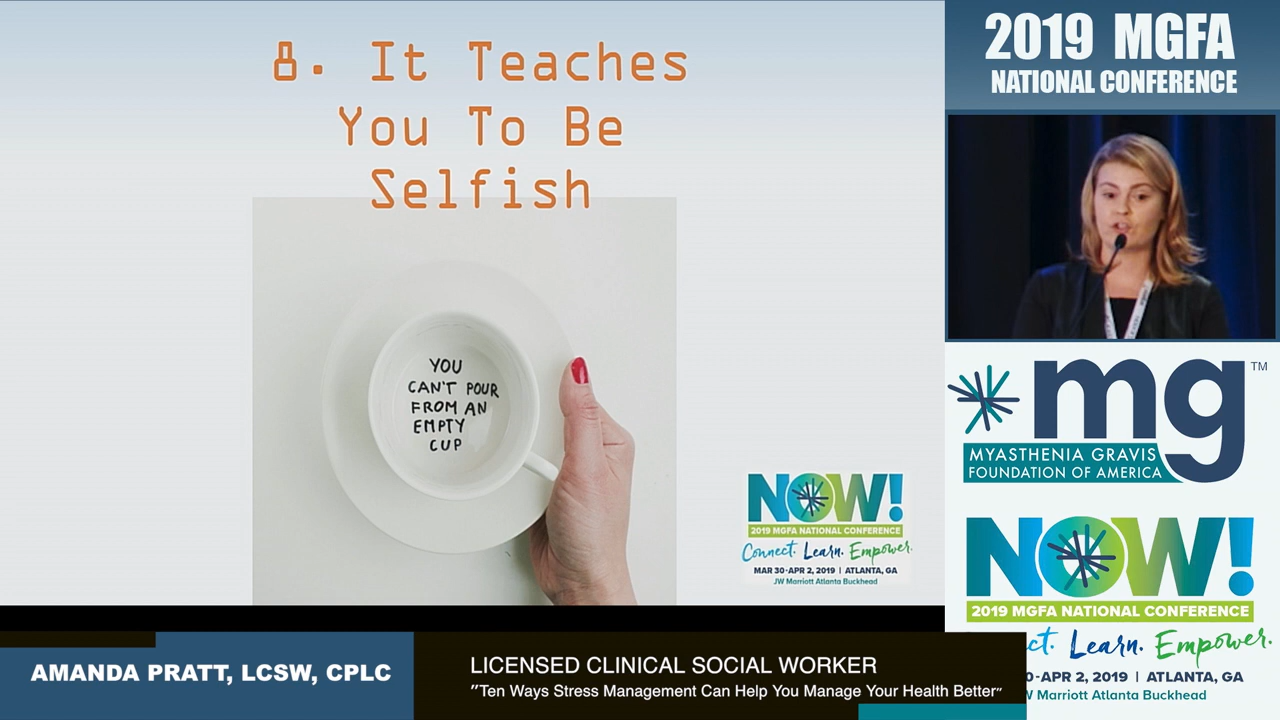 8. It Teaches
You To Be
Selfish
YOU
CAN'T POUR
FROM AN
EMPTY
CUP
NOW!
2019 MGFA NATIONAL CONFERENCE
Connect. Learn. Empower.
MAR 30-APR 2, 2019 | ATLANTA, GA
JW Marriott Atlanta Buckhead
2019 MGFA
NATIONAL CONFERENCE
mg™
MYASTHENIA GRAVIS
FOUNDATION OF AMERICA
NOW!
2019 MGFA NATIONAL CONFERENCE
ct. Learn. Empower.
0-APR 2, 2019 | ATLANTA, GA
W Marriott Atlanta Buckhead
AMANDA PRATT, LCSW, CPLC
LICENSED CLINICAL SOCIAL WORKER
"Ten Ways Stress Management Can Help You Manage Your Health Better"